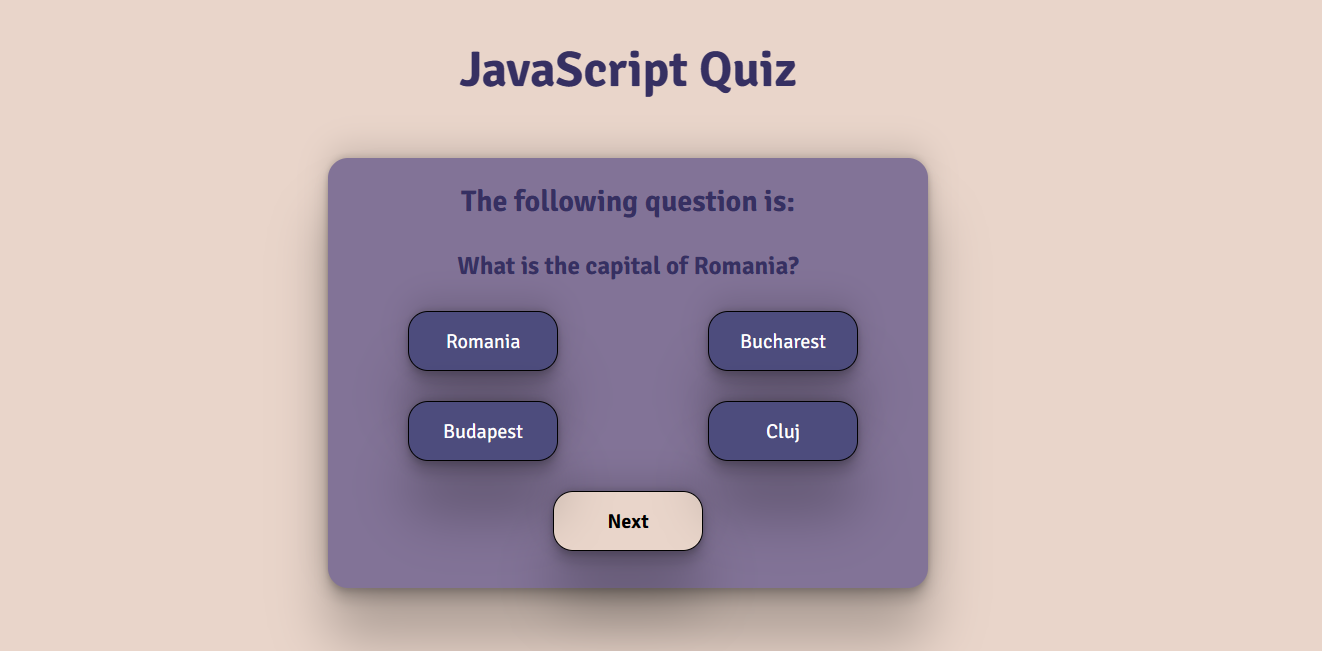 JavaScript Quiz
The following question is:
What is the capital of Romania?
Romania
Bucharest
Budapest
Cluj
Next